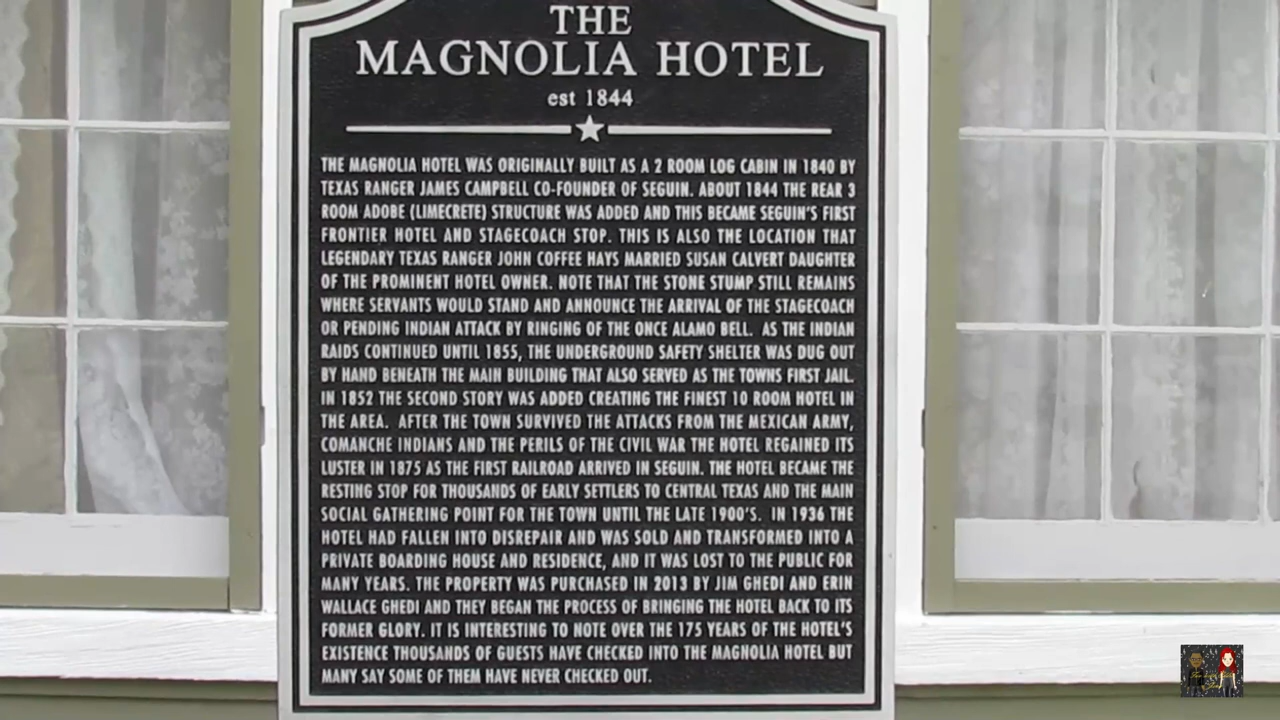 THE
MAGNOLIA HOTEL
est 1844
THE MAGNOLIA HOTEL WAS ORIGINALLY BUILT AS A 2 ROOM LOG CABIN IN 1840 BY
TEXAS RANGER JAMES CAMPBELL CO-FOUNDER OF SEGUIN. ABOUT 1844 THE REAR 3
ROOM ADOBE (LIMECRETE) STRUCTURE WAS ADDED AND THIS BECAME SEGUIN'S FIRST
FRONTIER HOTEL AND STAGECOACH STOP. THIS IS ALSO THE LOCATION THAT
LEGENDARY TEXAS RANGER JOHN COFFEE HAYS MARRIED SUSAN CALVERT DAUGHTER
OF THE PROMINENT HOTEL OWNER. NOTE THAT THE STONE STUMP STILL REMAINS
WHERE SERVANTS WOULD STAND AND ANNOUNCE THE ARRIVAL OF THE STAGECOACH
OR PENDING INDIAN ATTACK BY RINGING OF THE ONCE ALAMO BELL. AS THE INDIAN
RAIDS CONTINUED UNTIL 1855, THE UNDERGROUND SAFETY SHELTER WAS DUG OUT
BY HAND BENEATH THE MAIN BUILDING THAT ALSO SERVED AS THE TOWNS FIRST JAIL.
IN 1852 THE SECOND STORY WAS ADDED CREATING THE FINEST 10 ROOM HOTEL IN
THE AREA. AFTER THE TOWN SURVIVED THE ATTACKS FROM THE MEXICAN ARMY,
COMANCHE INDIANS AND THE PERILS OF THE CIVIL WAR THE HOTEL REGAINED ITS
LUSTER IN 1875 AS THE FIRST RAILROAD ARRIVED IN SEGUIN. THE HOTEL BECAME THE
RESTING STOP FOR THOUSANDS OF EARLY SETTLERS TO CENTRAL TEXAS AND THE MAIN
SOCIAL GATHERING POINT FOR THE TOWN UNTIL THE LATE 1900'S. IN 1936 THE
HOTEL HAD FALLEN INTO DISREPAIR AND WAS SOLD AND TRANSFORMED INTO A
PRIVATE BOARDING HOUSE AND RESIDENCE, AND IT WAS LOST TO THE PUBLIC FOR
MANY YEARS. THE PROPERTY WAS PURCHASED IN 2013 BY JIM GHEDI AND ERIN
WALLACE GHEDI AND THEY BEGAN THE PROCESS OF BRINGING THE HOTEL BACK TO ITS
FORMER GLORY. IT IS INTERESTING TO NOTE OVER THE 175 YEARS OF THE HOTEL'S
EXISTENCE THOUSANDS OF GUESTS HAVE CHECKED INTO THE MAGNOLIA HOTEL BUT
MANY SAY SOME OF THEM HAVE NEVER CHECKED OUT.